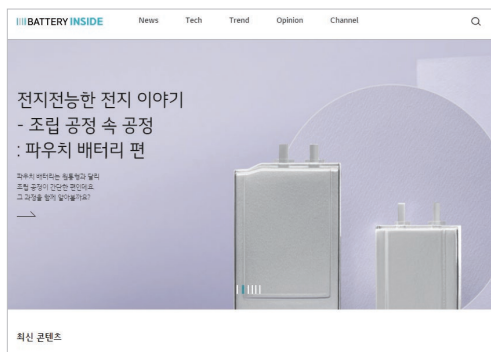 BATTERY INSIDE
News Tech Trend Opinion Channel
전지전능한 전지 이야기
- 조립 공정 속 공정
: 파우치 배터리 편
파우치 배터리는 원통형과 달리
조립 공정이 간단한 편인데요.
그 과정을 함께 알아볼까요?
최신 콘텐츠